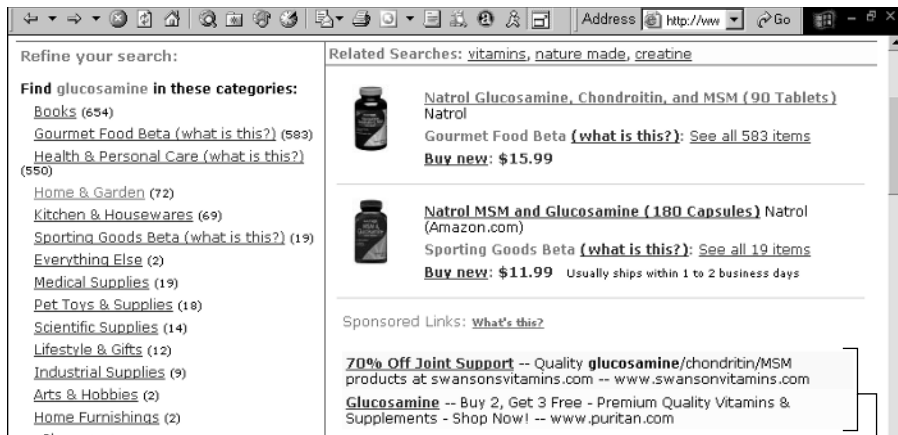 Address http://ww Go
Refine your search:
Find glucosamine in these categories:
Books (654)
Gourmet Food Beta (what is this?) (583)
Health & Personal Care (what is this?)
(550)
Home & Garden (72)
Kitchen & Housewares (69)
Sporting Goods Beta (what is this?) (19)
Everything Else (2)
Medical Supplies (19)
Pet Toys & Supplies (18)
Scientific Supplies (14)
Lifestyle & Gifts (12)
Industrial Supplies (9)
Arts & Hobbies (2)
Home Furnishings (2)
Related Searches: vitamins, nature made, creatine
Natrol Glucosamine, Chondroitin, and MSM (90 Tablets)
Natrol
Gourmet Food Beta (what is this?): See all 583 items
Buy new: $15.99
Natrol MSM and Glucosamine (180 Capsules) Natrol
(Amazon.com)
Sporting Goods Beta (what is this?): See all 19 items
Buy new: $11.99 Usually ships within 1 to 2 business days
Sponsored Links: What's this?
70% Off Joint Support -- Quality glucosamine/chondritin/MSM
products at swansonsvitamins.com -- www.swansonvitamins.com
Glucosamine -- Buy 2, Get 3 Free - Premium Quality Vitamins &
Supplements - Shop Now! -- www.puritan.com